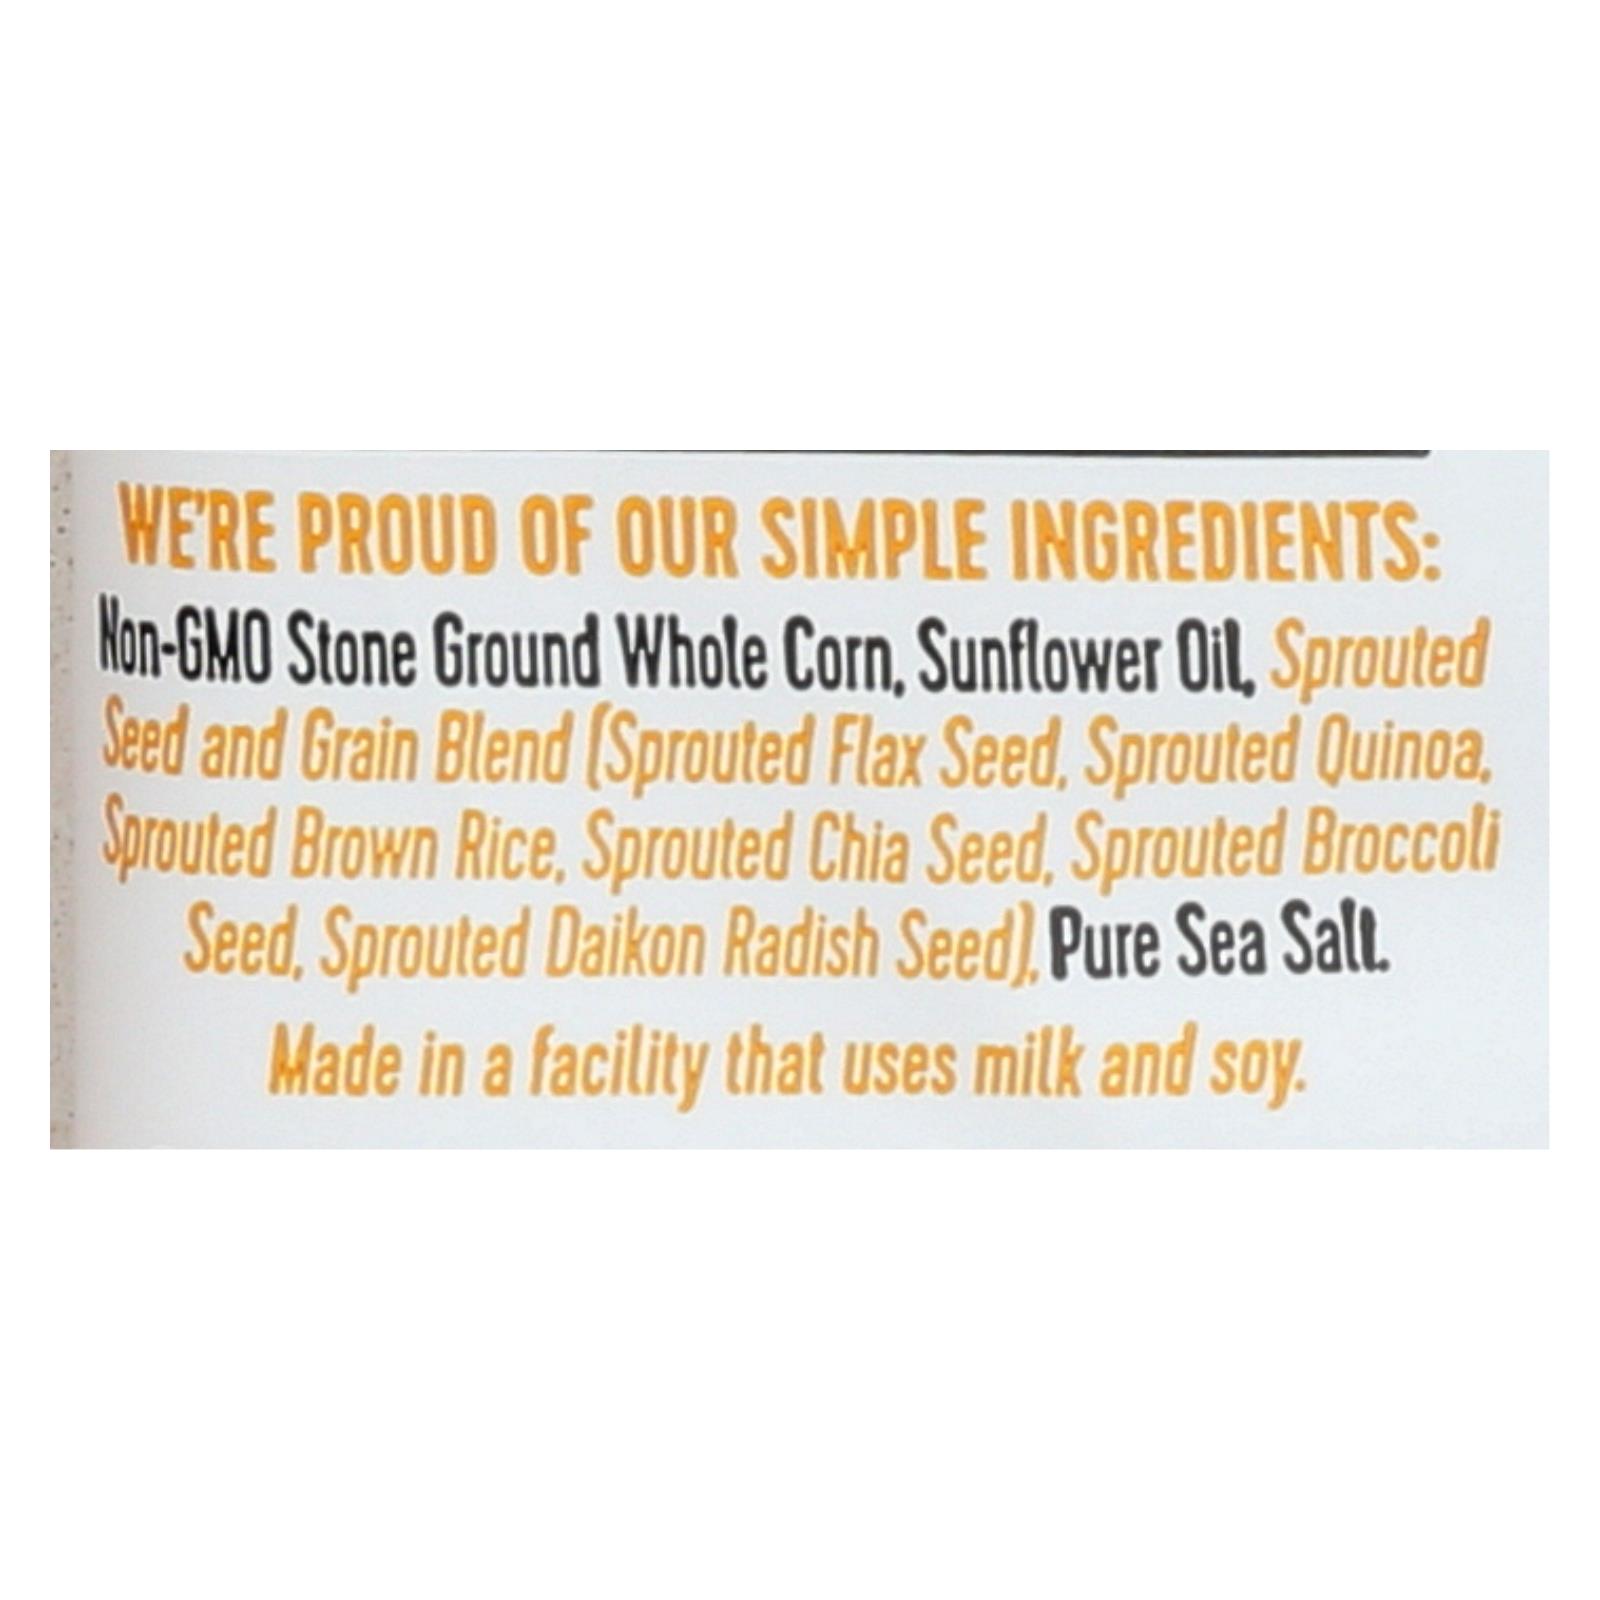 WE'RE PROUD OF OUR SIMPLE INGREDIENTS:
Non-GMO Stone Ground Whole Corn, Sunflower Oil, Sprouted
Seed and Grain Blend (Sprouted Flax Seed, Sprouted Quinoa,
Sprouted Brown Rice, Sprouted Chia Seed, Sprouted Broccoli
Seed, Sprouted Daikon Radish Seed), Pure Sea Salt.
Made in a facility that uses milk and soy.